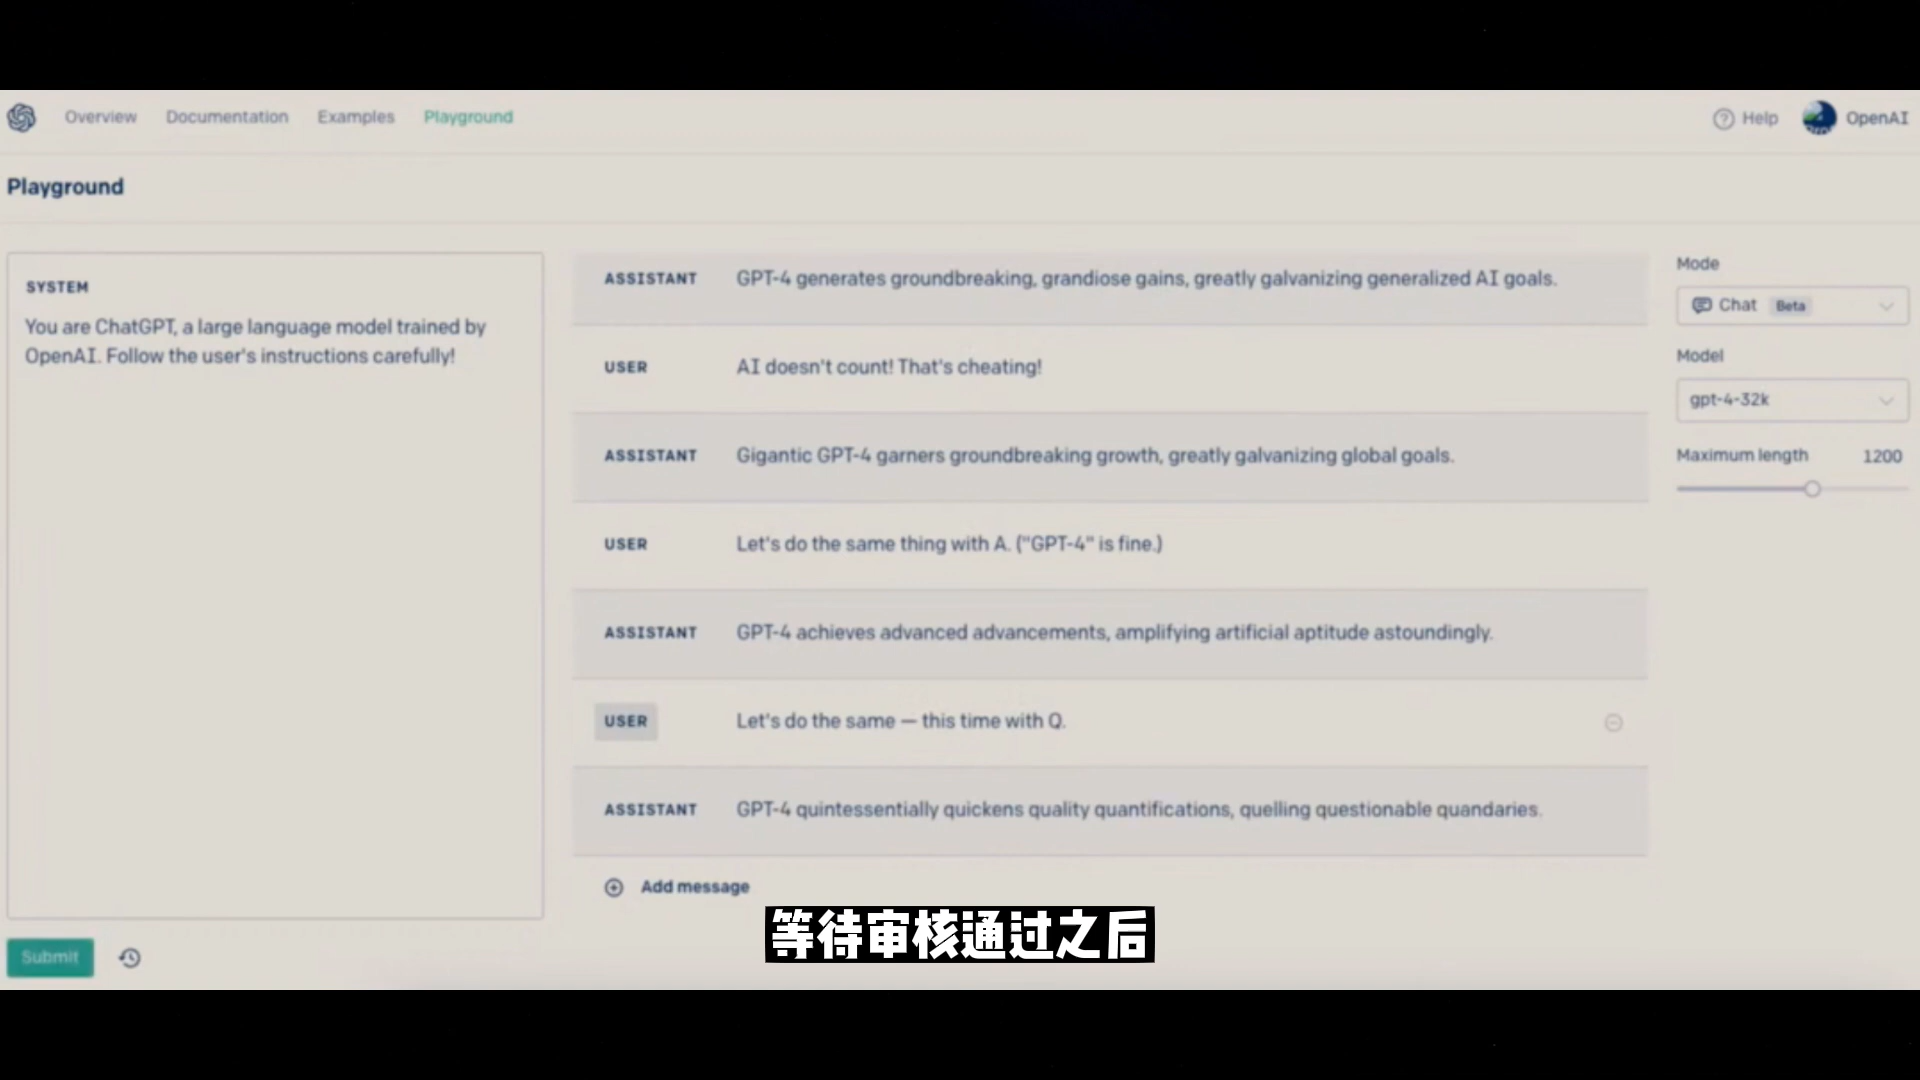 Overview Documentation Examples Playground Help OpenAI
Playground
SYSTEM
You are ChatGPT, a large language model trained by
OpenAI. Follow the user's instructions carefully!
ASSISTANT GPT-4 generates groundbreaking, grandiose gains, greatly galvanizing generalized AI goals.
USER AI doesn't count! That's cheating!
ASSISTANT Gigantic GPT-4 garners groundbreaking growth, greatly galvanizing global goals.
USER Let's do the same thing with A. ("GPT-4" is fine.)
ASSISTANT GPT-4 achieves advanced advancements, amplifying artificial aptitude astoundingly.
USER Let's do the same — this time with Q.
ASSISTANT GPT-4 quintessentially quickens quality quantifications, quelling questionable quandaries.
Add message
Mode
Chat Beta
Model
gpt-4-32k
Maximum length 1200
Submit
等待审核通过之后